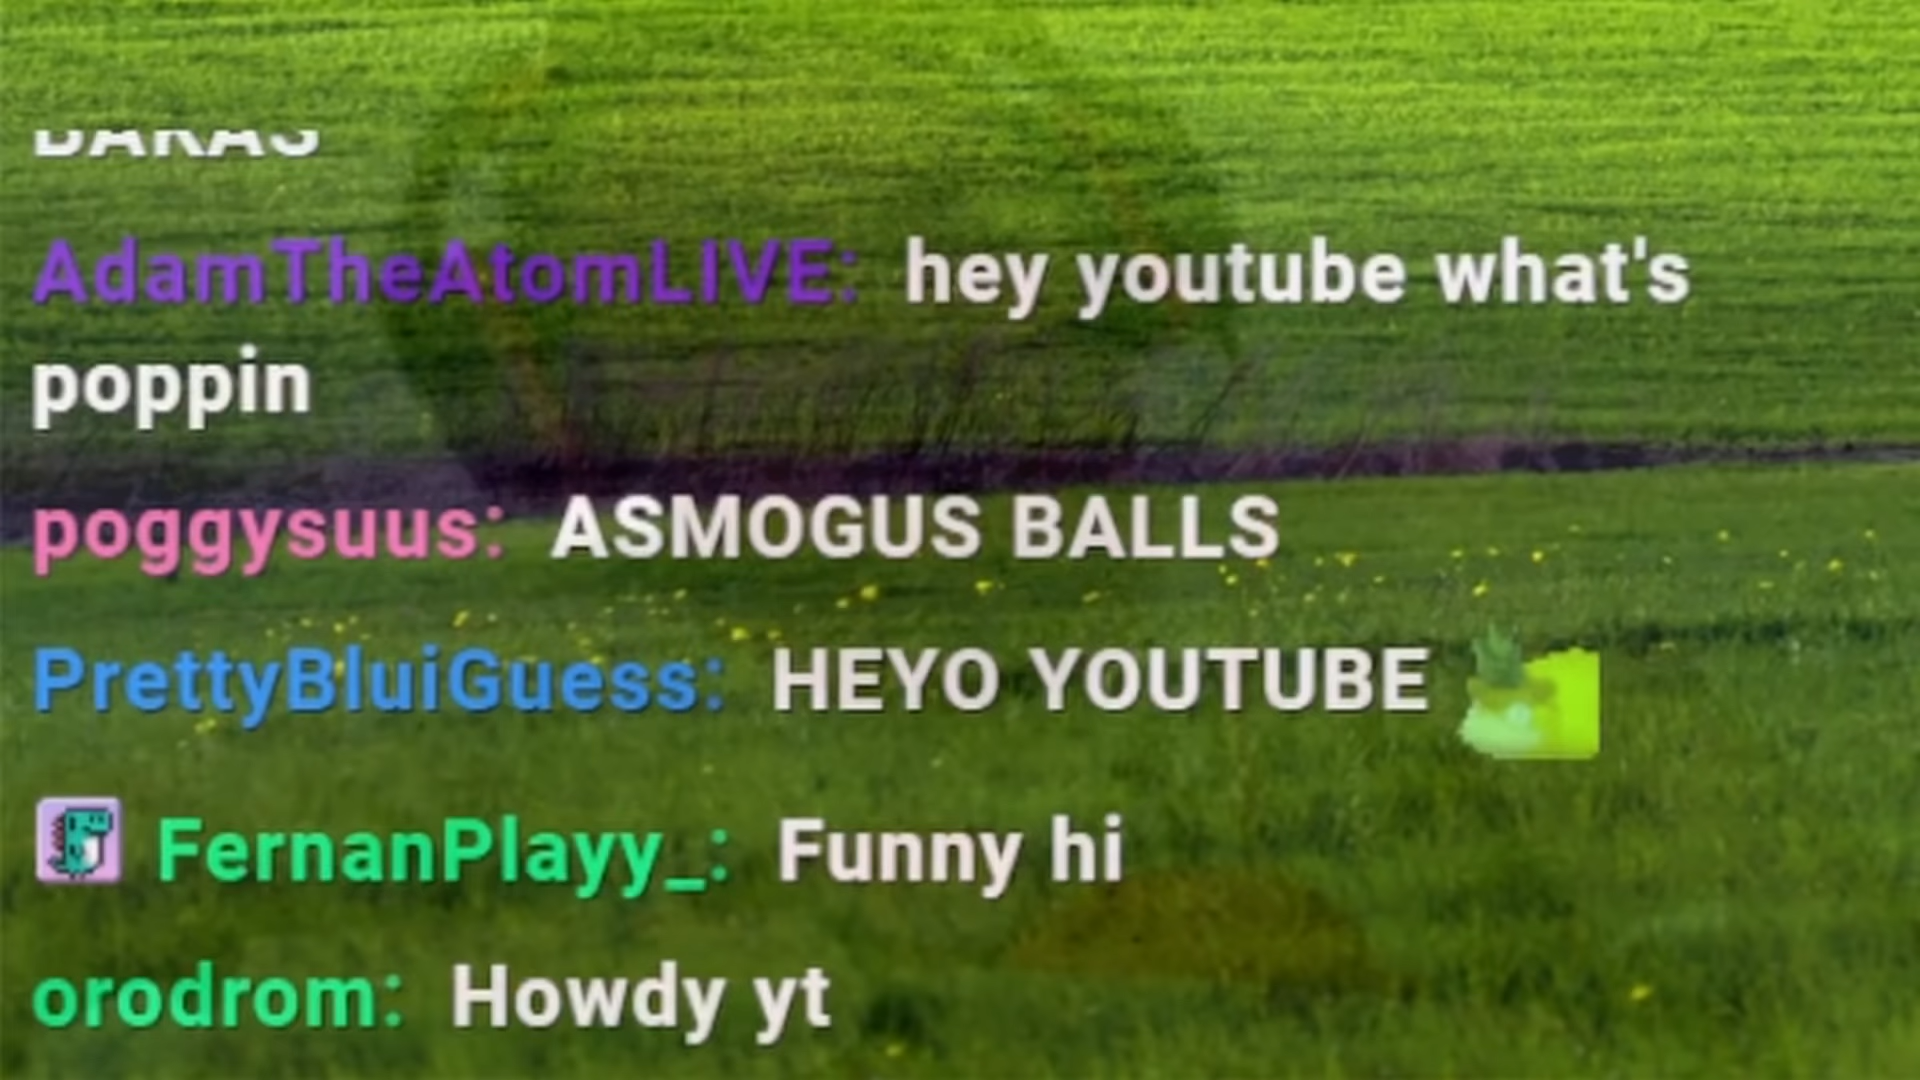 AdamTheAtomLIVE: hey youtube what's
poppin
poggysuus: ASMOGUS BALLS
PrettyBluiGuess: HEYO YOUTUBE
FernanPlayy_: Funny hi
orodrom: Howdy yt